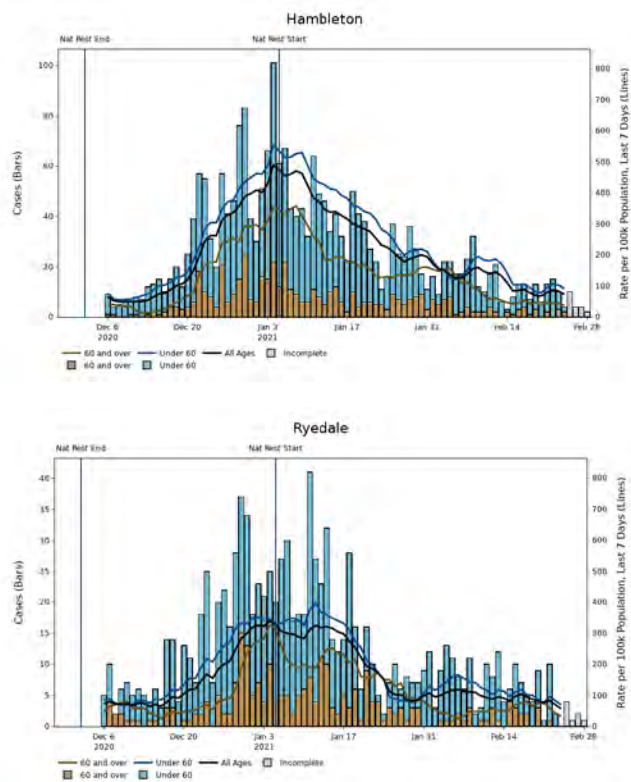 Hambleton
Nat Rest End Nat Rest Start
Cases (Bars)
100
80
60
40
20
0
Rate per 100k Population, Last 7 Days (Lines)
800
700
600
500
400
300
200
100
0
Dec 6 Dec 20 Jan 3 Jan 17 Jan 31 Feb 14 Feb 28
2020 2021
60 and over Under 60 All Ages Incomplete
60 and over Under 60
Ryedale
Nat Rest End Nat Rest Start
Cases (Bars)
40
35
30
25
20
15
10
5
0
Rate per 100k Population, Last 7 Days (Lines)
800
700
600
500
400
300
200
100
0
Dec 6 Dec 20 Jan 3 Jan 17 Jan 31 Feb 14 Feb 28
2020 2021
60 and over Under 60 All Ages Incomplete
60 and over Under 60